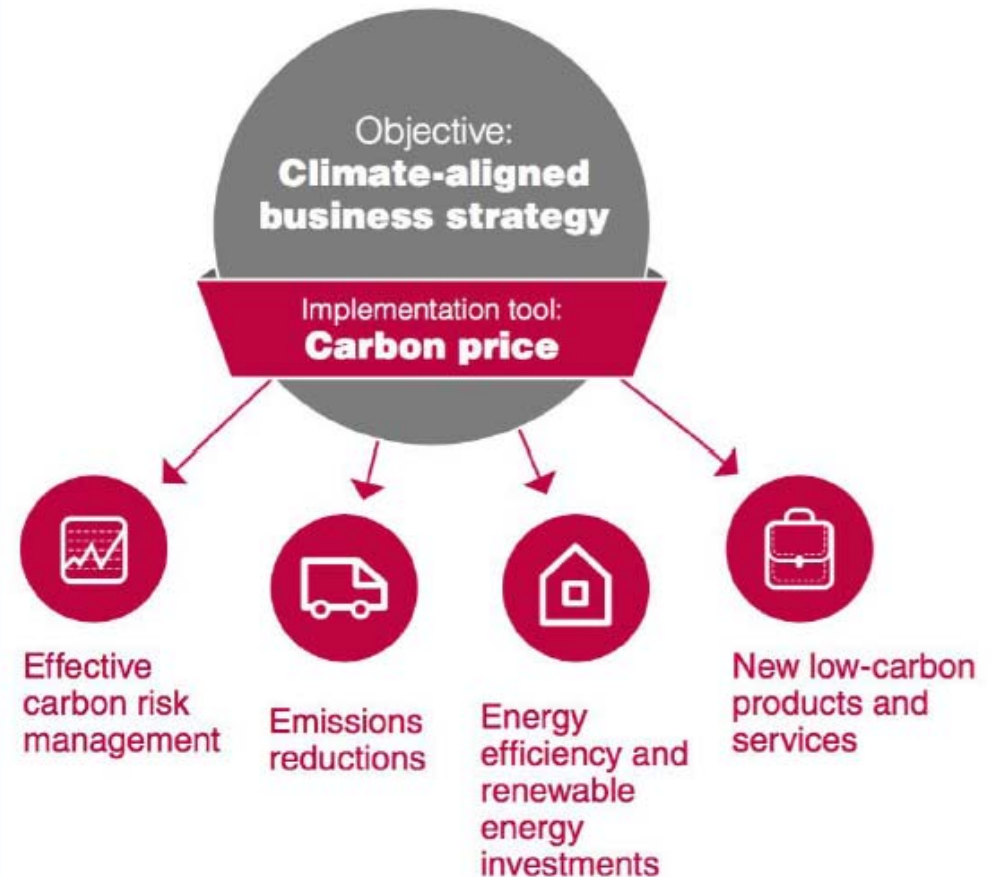 Objective:
Climate-aligned
business strategy
Implementation tool:
Carbon price
Effective
carbon risk
management
Emissions
reductions
Energy
efficiency and
renewable
energy
investments
New low-carbon
products and
services